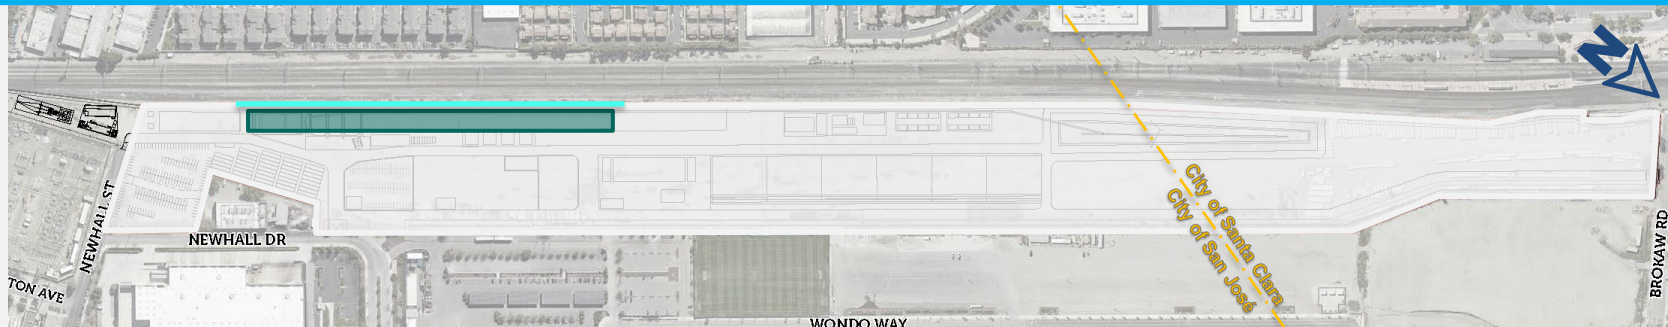 N
City of Santa Clara
City of San José
NEWHALL ST
NEWHALL DR
TON AVE
BROKAW RD
WONDO WAY